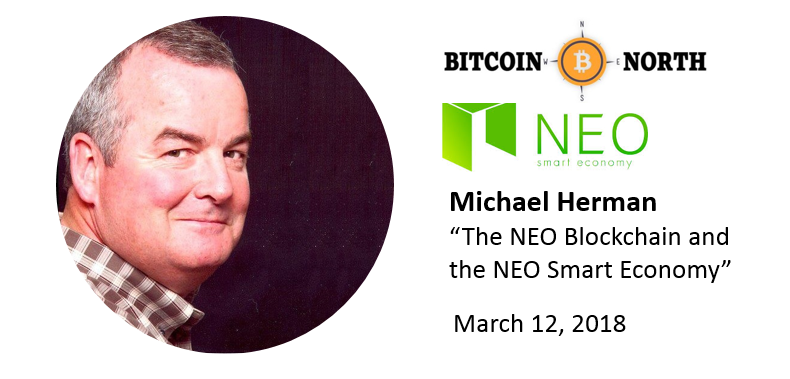 BITCOIN NORTH
N
W E
S
NEO
smart economy
Michael Herman
“The NEO Blockchain and
the NEO Smart Economy”
March 12, 2018